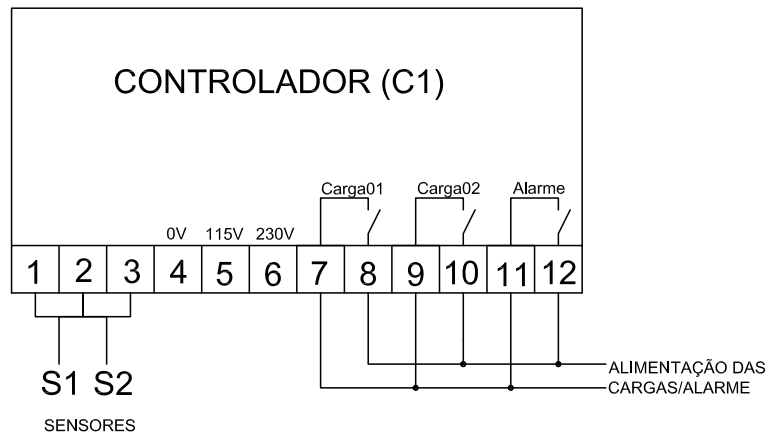 CONTROLADOR (C1)
Carga01 Carga02 Alarme
0V 115V 230V
1 2 3 4 5 6 7 8 9 10 11 12
ALIMENTAÇÃO DAS
CARGAS/ALARME
S1 S2
SENSORES